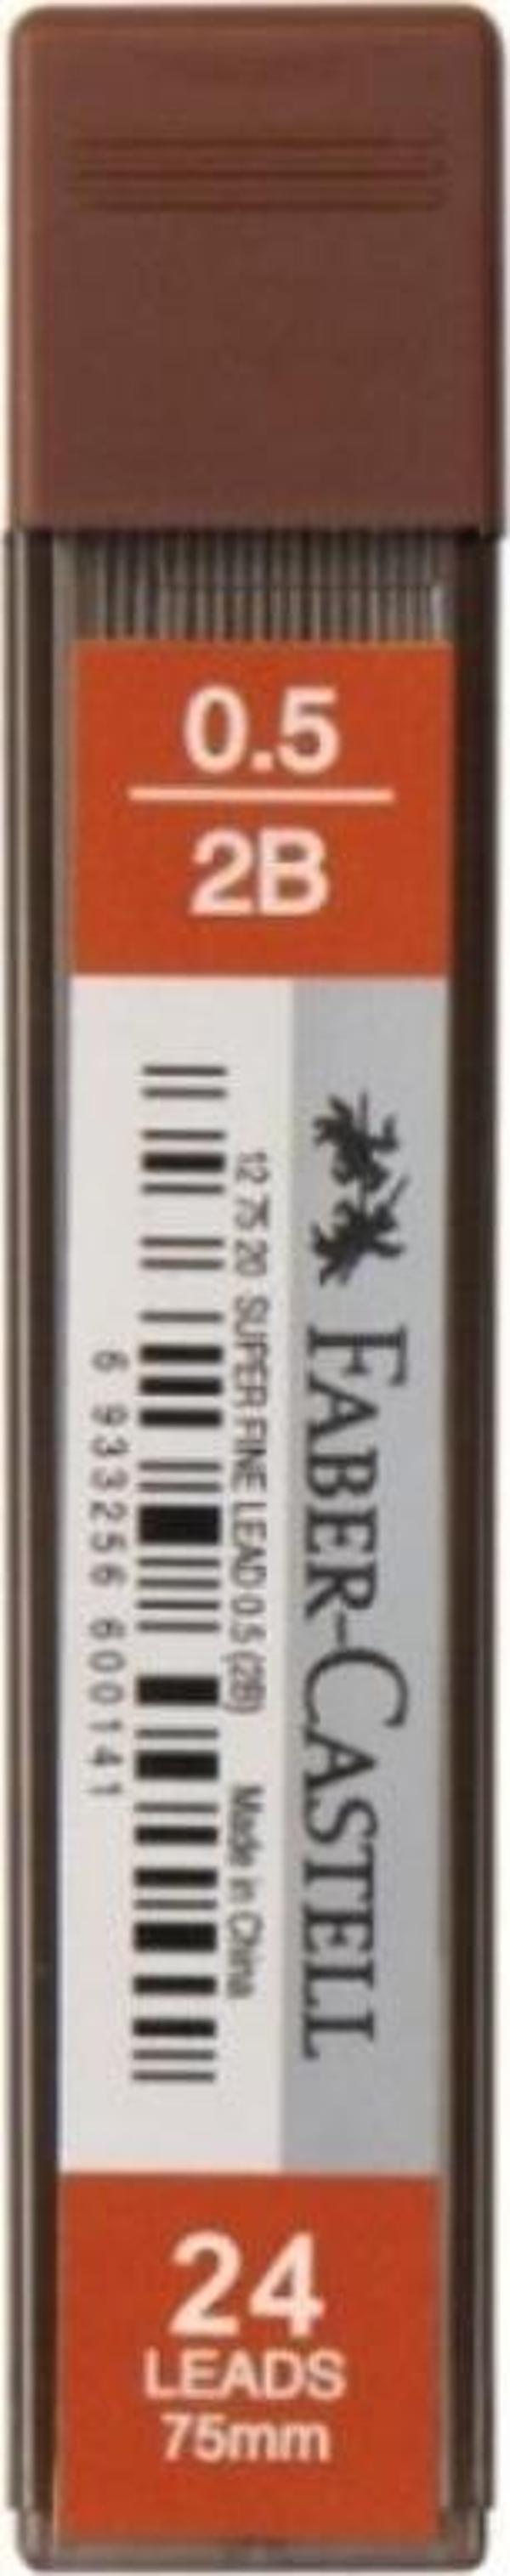 0.5
2B
FABER-CASTELL
12 75 20 SUPER FINE LEAD 0.5 (2B) Made in China
6 933256 600141
24
LEADS
75mm